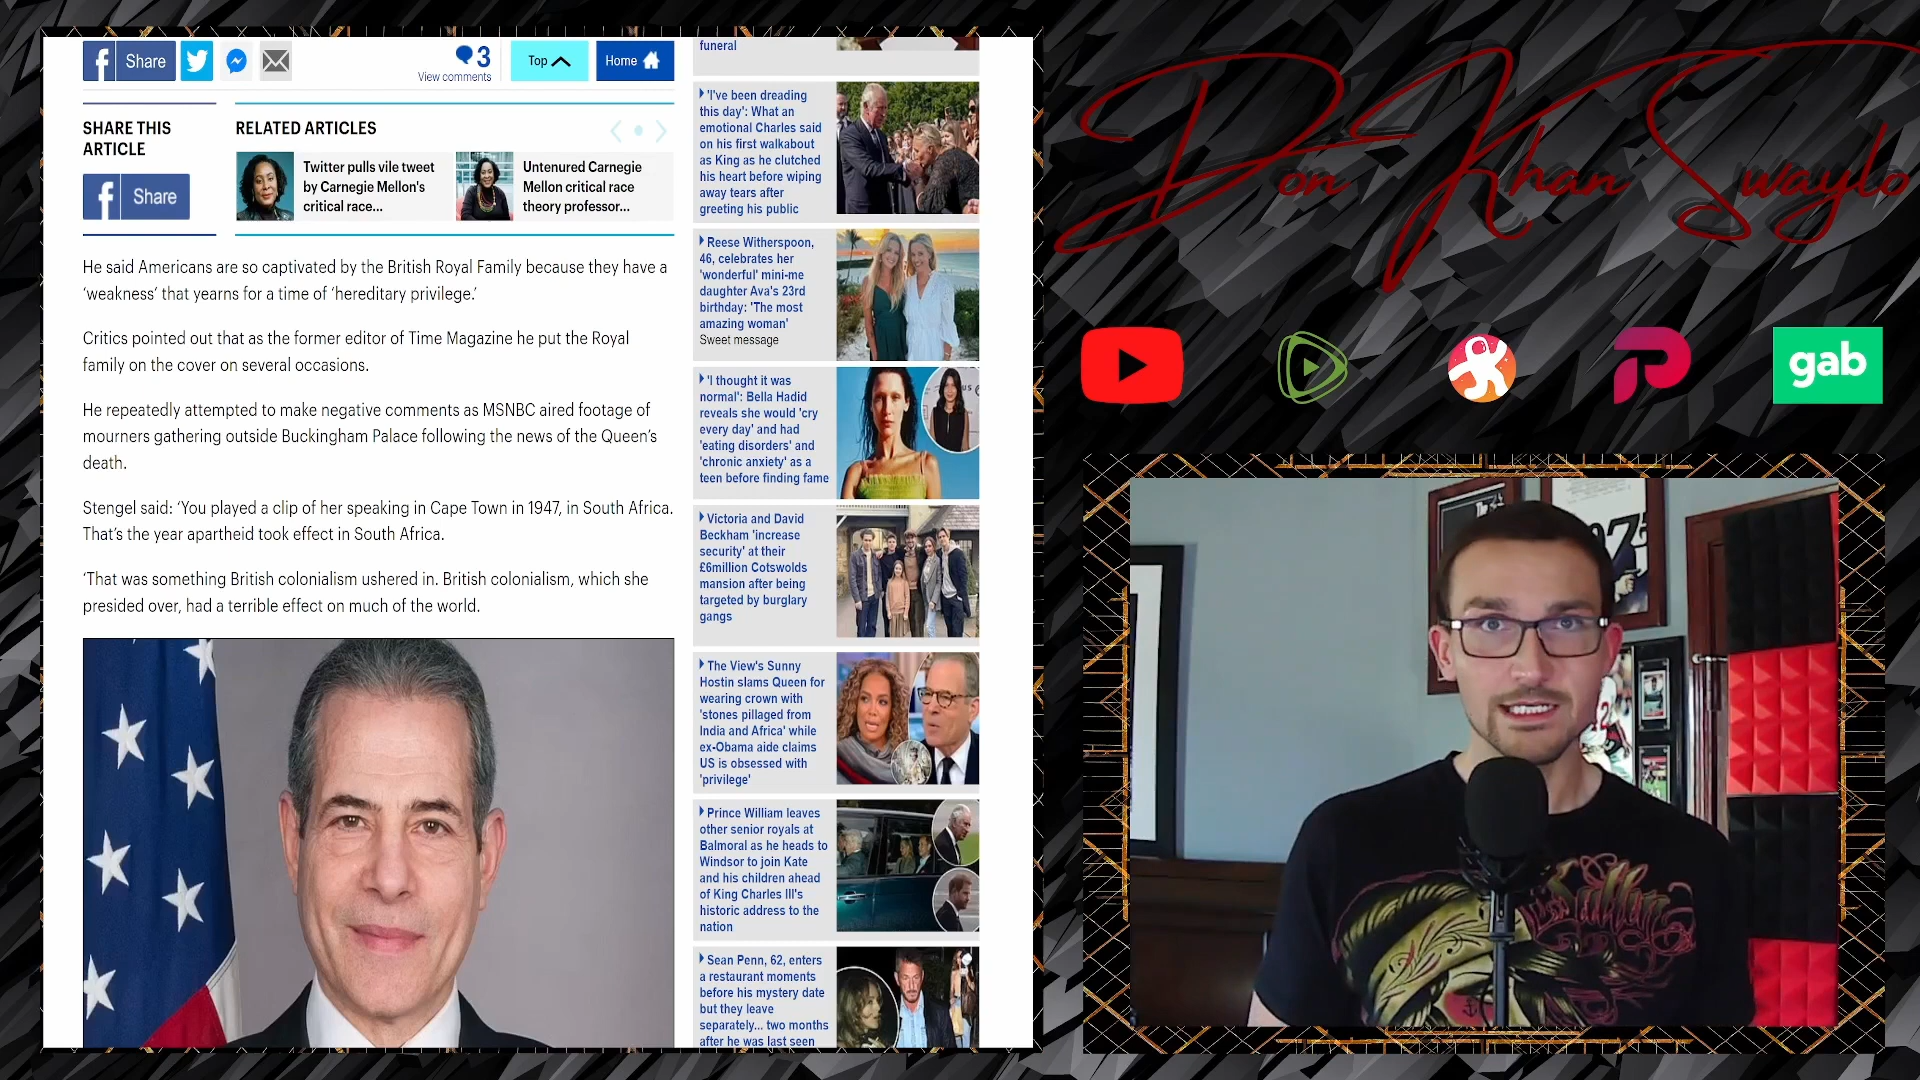 Share
3
View comments
Top
Home
SHARE THIS
ARTICLE
Share
RELATED ARTICLES
Twitter pulls vile tweet
by Carnegie Mellon's
critical race...
Untenured Carnegie
Mellon critical race
theory professor...
He said Americans are so captivated by the British Royal Family because they have a
‘weakness’ that yearns for a time of ‘hereditary privilege.’
Critics pointed out that as the former editor of Time Magazine he put the Royal
family on the cover on several occasions.
He repeatedly attempted to make negative comments as MSNBC aired footage of
mourners gathering outside Buckingham Palace following the news of the Queen’s
death.
Stengel said: ‘You played a clip of her speaking in Cape Town in 1947, in South Africa.
That’s the year apartheid took effect in South Africa.
‘That was something British colonialism ushered in. British colonialism, which she
presided over, had a terrible effect on much of the world.
funeral
'I've been dreading
this day': What an
emotional Charles said
on his first walkabout
as King as he clutched
his heart before wiping
away tears after
greeting his public
Reese Witherspoon,
46, celebrates her
'wonderful' mini-me
daughter Ava's 23rd
birthday: 'The most
amazing woman'
Sweet message
'I thought it was
normal': Bella Hadid
reveals she would 'cry
every day' and had
'eating disorders' and
'chronic anxiety' as a
teen before finding fame
Victoria and David
Beckham 'increase
security' at their
£6million Cotswolds
mansion after being
targeted by burglary
gangs
The View's Sunny
Hostin slams Queen for
wearing crown with
'stones pillaged from
India and Africa' while
ex-Obama aide claims
US is obsessed with
'privilege'
Prince William leaves
other senior royals at
Balmoral as he heads to
Windsor to join Kate
and his children ahead
of King Charles III's
historic address to the
nation
Sean Penn, 62, enters
a restaurant moments
before his mystery date
but they leave
separately... two months
after he was last seen
Don Khan Swaylo
gab